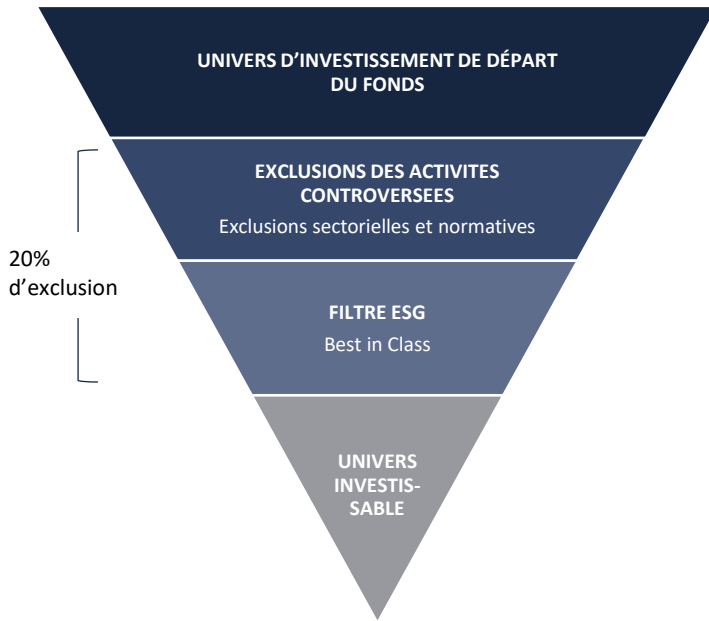 UNIVERS D’INVESTISSEMENT DE DÉPART
DU FONDS
EXCLUSIONS DES ACTIVITES
CONTROVERSEES
Exclusions sectorielles et normatives
20%
d’exclusion
FILTRE ESG
Best in Class
UNIVERS
INVESTIS-
SABLE